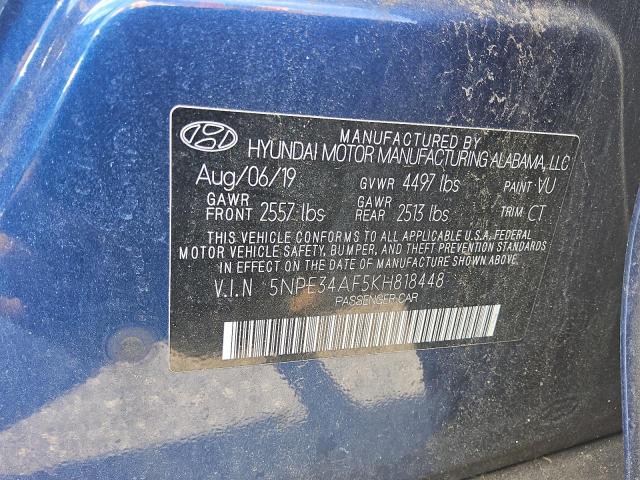 MANUFACTURED BY
HYUNDAI MOTOR MANUFACTURING ALABAMA, LLC
Aug/06/19 GVWR 4497 lbs PAINT VU
GAWR FRONT 2557 lbs GAWR REAR 2513 lbs TRIM CT
THIS VEHICLE CONFORMS TO ALL APPLICABLE U.S.A. FEDERAL
MOTOR VEHICLE SAFETY, BUMPER, AND THEFT PREVENTION STANDARDS
IN EFFECT ON THE DATE OF MANUFACTURE SHOWN ABOVE.
V.I.N 5NPE34AF5KH818448
PASSENGER CAR